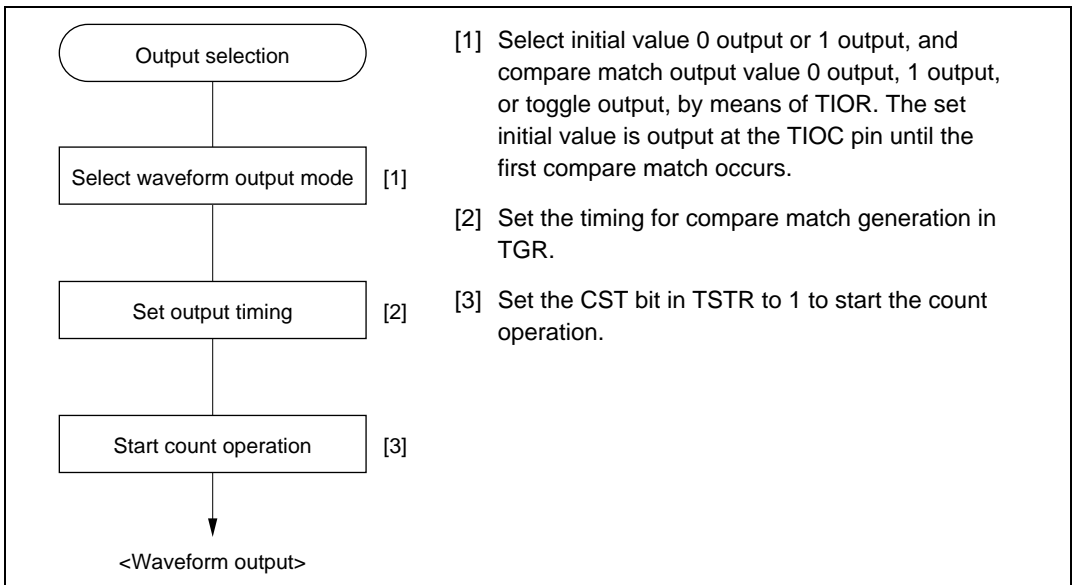 Output selection
Select waveform output mode [1]
Set output timing [2]
Start count operation [3]
<Waveform output>
[1] Select initial value 0 output or 1 output, and
compare match output value 0 output, 1 output,
or toggle output, by means of TIOR. The set
initial value is output at the TIOC pin until the
first compare match occurs.
[2] Set the timing for compare match generation in
TGR.
[3] Set the CST bit in TSTR to 1 to start the count
operation.